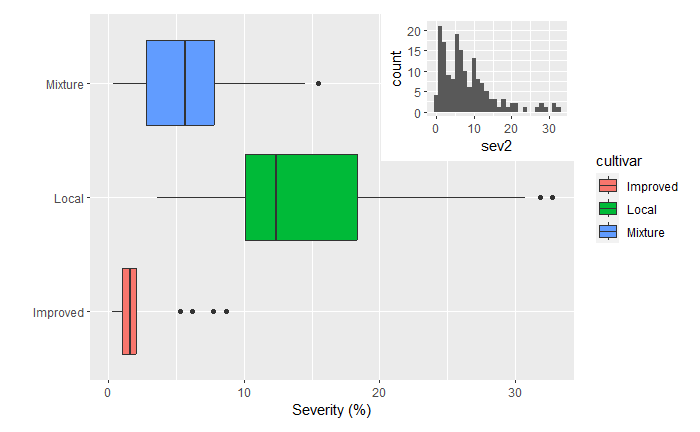 Mixture
Local
Improved
0
10
20
30
Severity (%)
count
20
15
10
5
0
0
10
20
30
sev2
cultivar
Improved
Local
Mixture